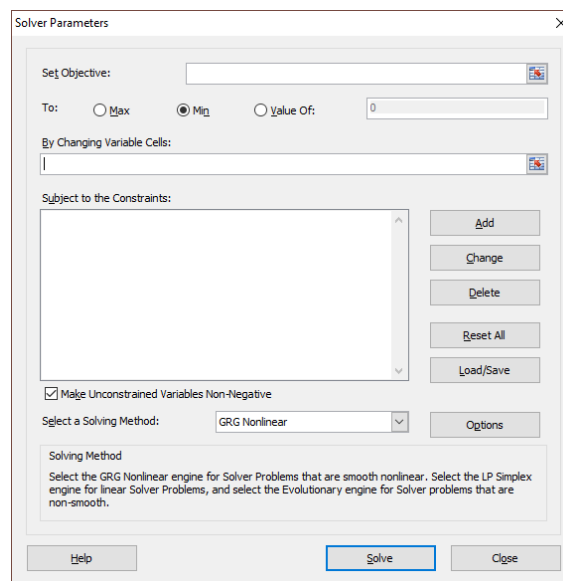 Solver Parameters
Set Objective:
To: Max Min Value Of: 0
By Changing Variable Cells:
Subject to the Constraints:
Add
Change
Delete
Reset All
Load/Save
Make Unconstrained Variables Non-Negative
Select a Solving Method: GRG Nonlinear Options
Solving Method
Select the GRG Nonlinear engine for Solver Problems that are smooth nonlinear. Select the LP Simplex
engine for linear Solver Problems, and select the Evolutionary engine for Solver problems that are
non-smooth.
Help Solve Close